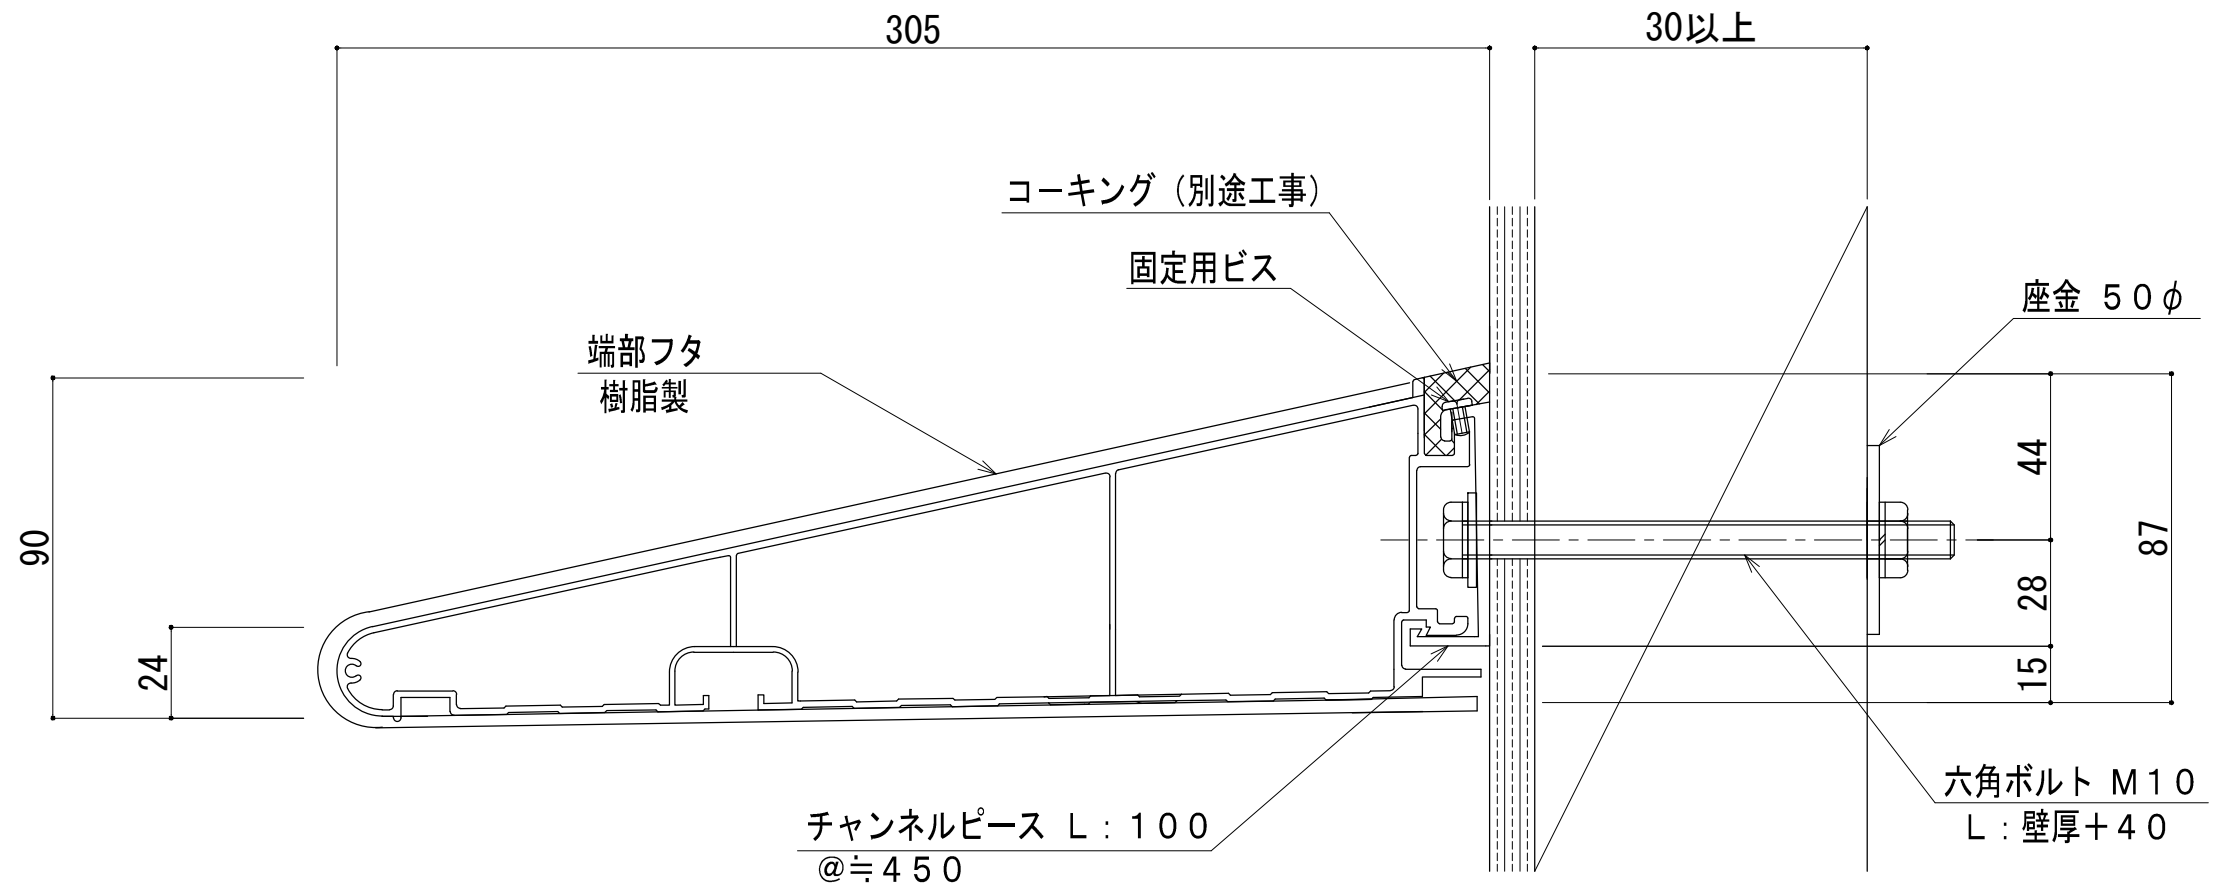 305
30以上
コーキング（別途工事）
固定用ビス
座金 ５０φ
端部フタ
樹脂製
90
24
44
28
15
87
六角ボルト Ｍ１０
Ｌ：壁厚＋４０
チャンネルピース Ｌ：１００
＠≒４５０